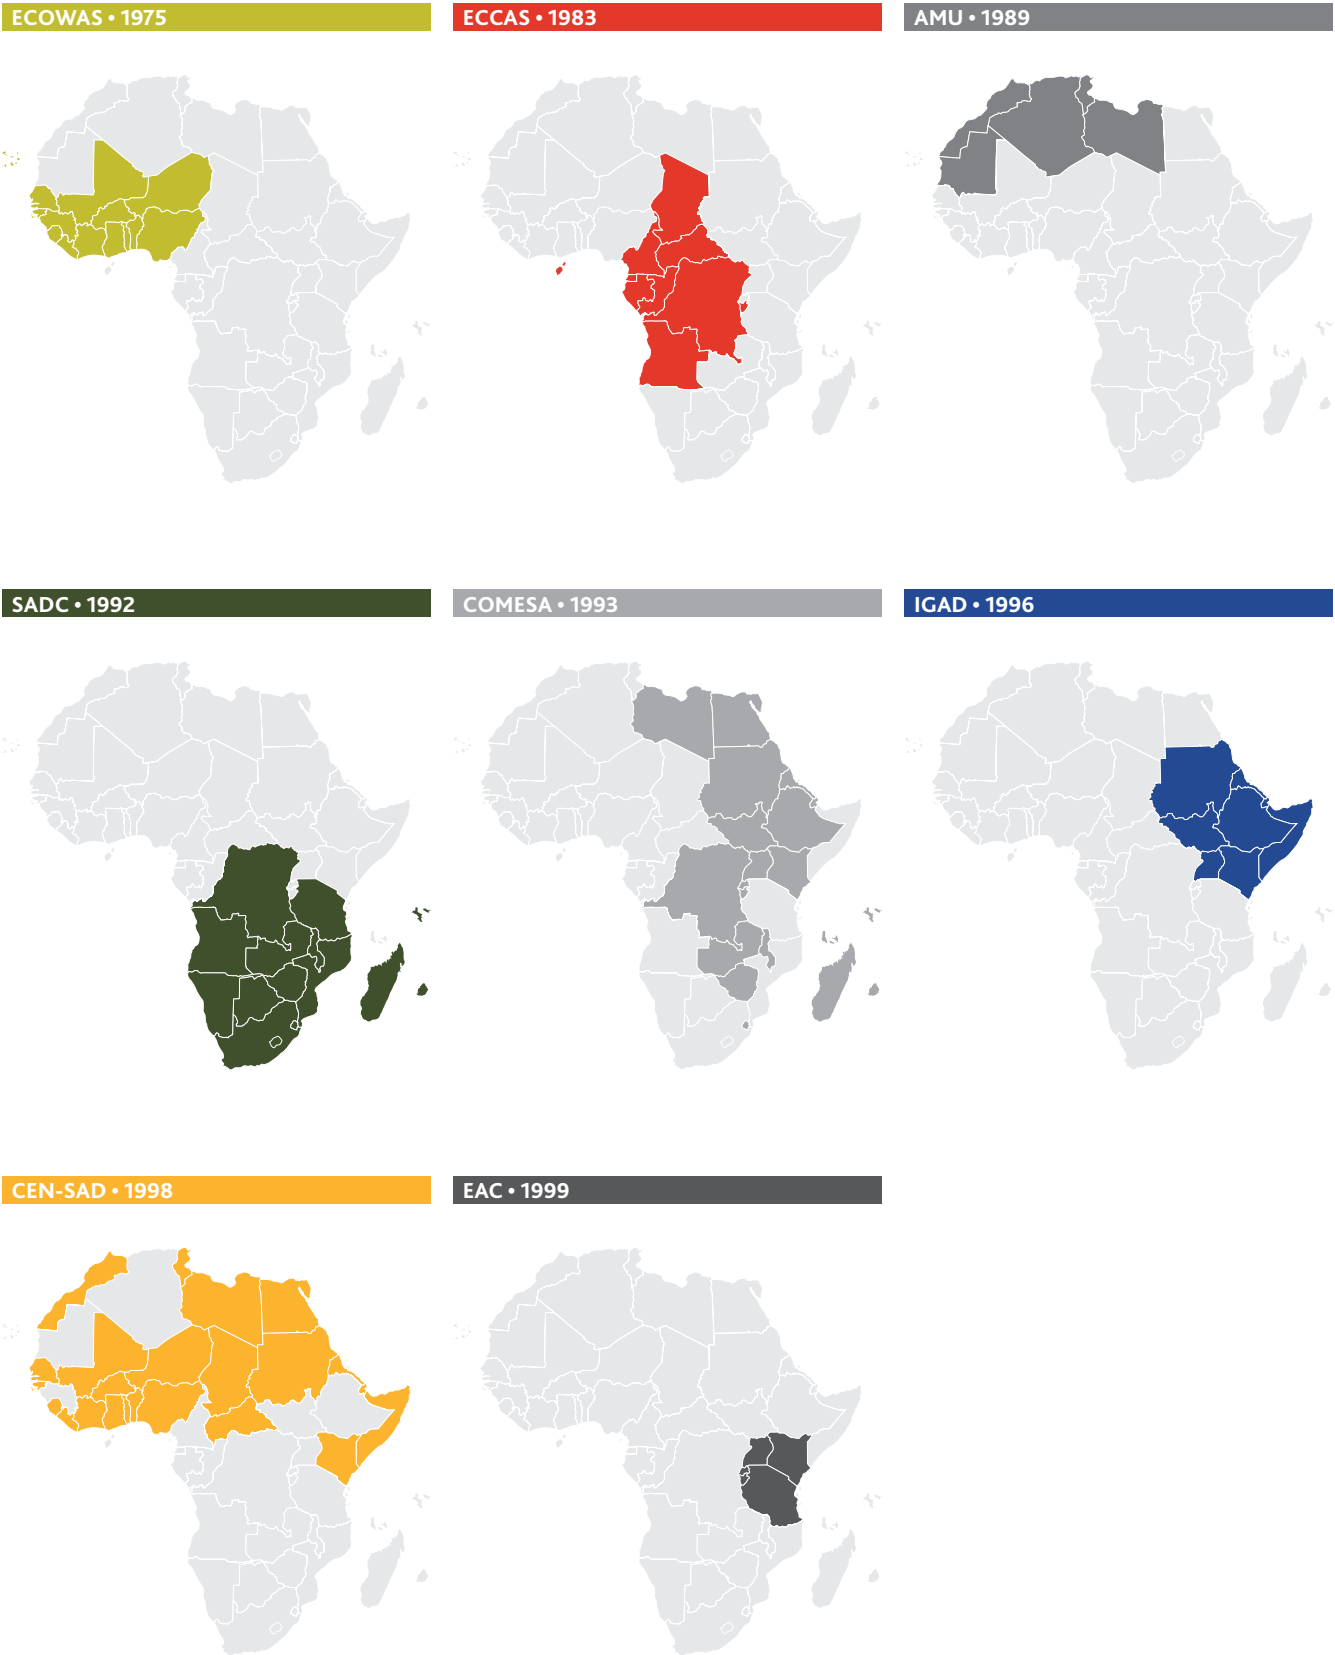 ECOWAS • 1975
ECCAS • 1983
AMU • 1989
SADC • 1992
COMESA • 1993
IGAD • 1996
CEN-SAD • 1998
EAC • 1999